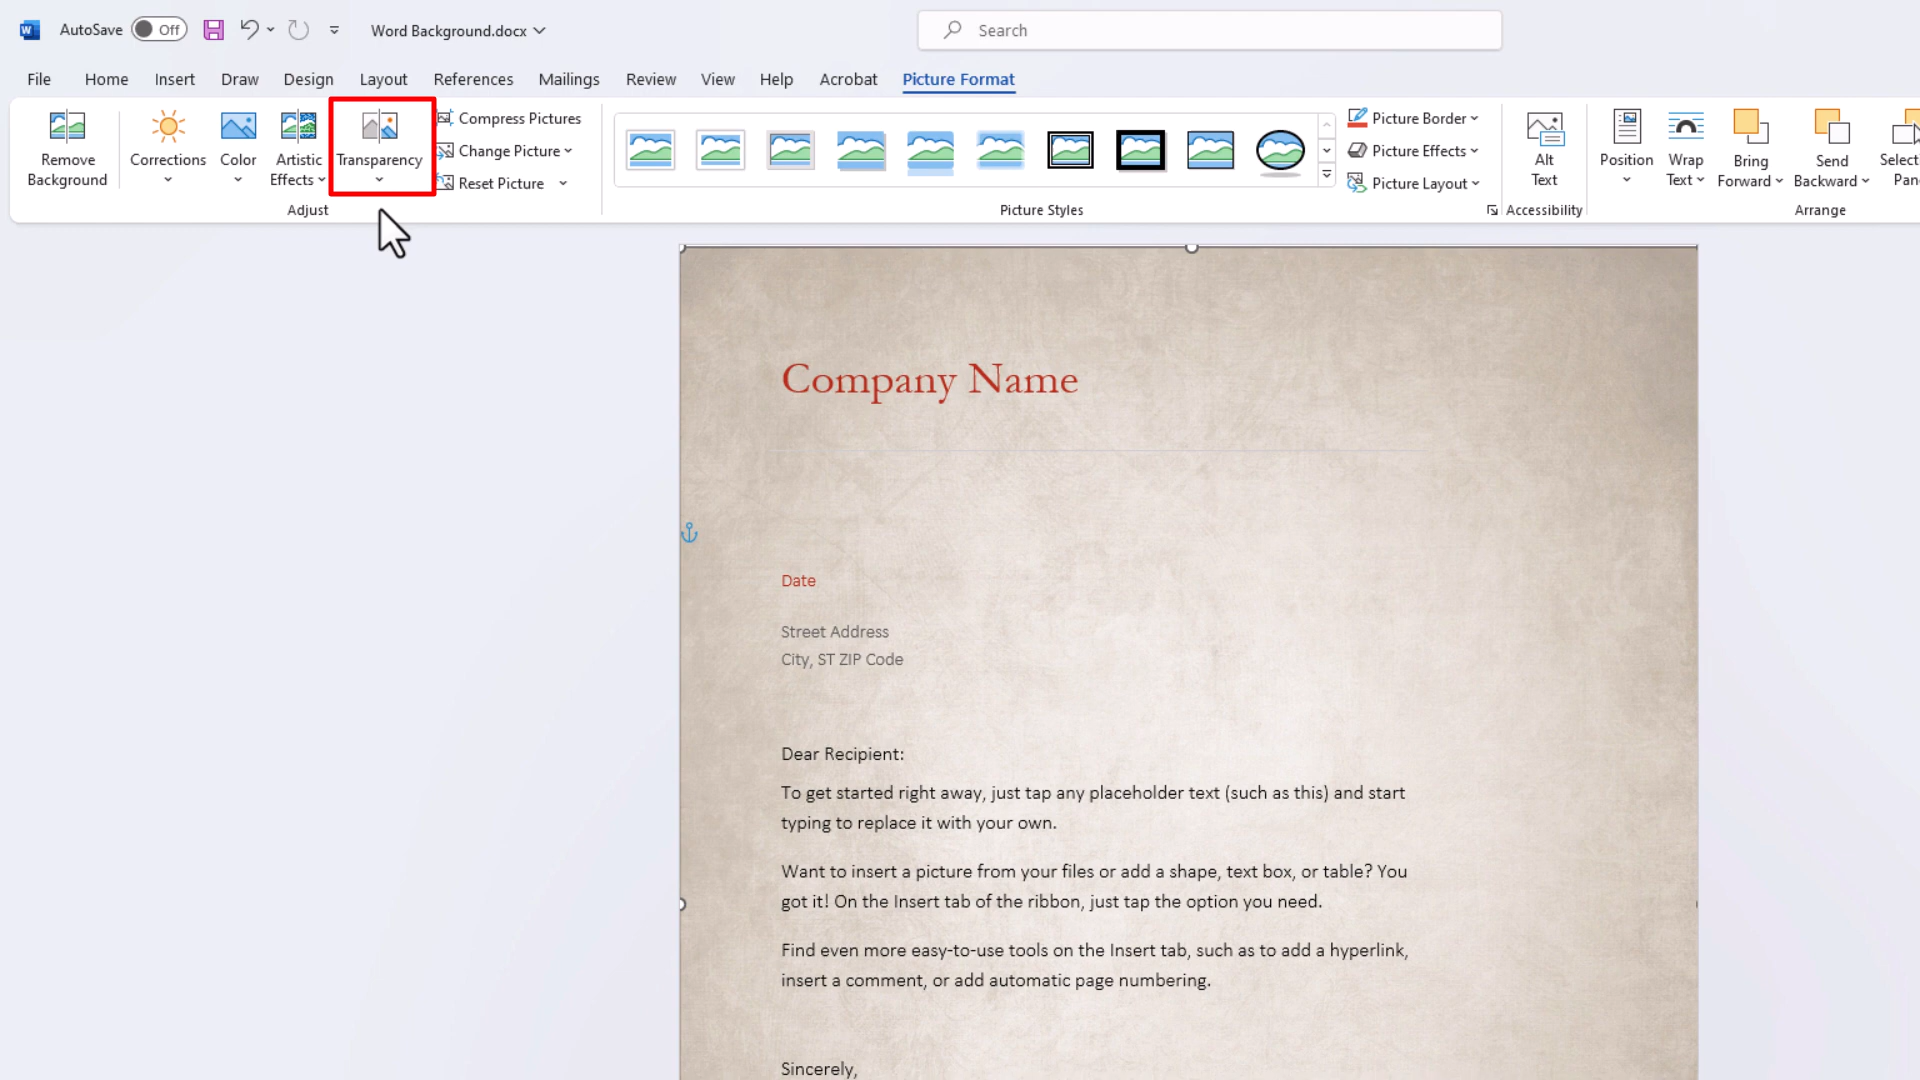 AutoSave Off Word Background.docx Search
File Home Insert Draw Design Layout References Mailings Review View Help Acrobat Picture Format
Remove Background
Corrections
Color
Artistic Effects
Transparency
Compress Pictures
Change Picture
Reset Picture
Adjust
Picture Styles
Picture Border
Picture Effects
Picture Layout
Alt Text
Accessibility
Position
Wrap Text
Bring Forward
Send Backward
Arrange
Company Name
Date
Street Address
City, ST ZIP Code
Dear Recipient:
To get started right away, just tap any placeholder text (such as this) and start
typing to replace it with your own.
Want to insert a picture from your files or add a shape, text box, or table? You
got it! On the Insert tab of the ribbon, just tap the option you need.
Find even more easy-to-use tools on the Insert tab, such as to add a hyperlink,
insert a comment, or add automatic page numbering.
Sincerely,